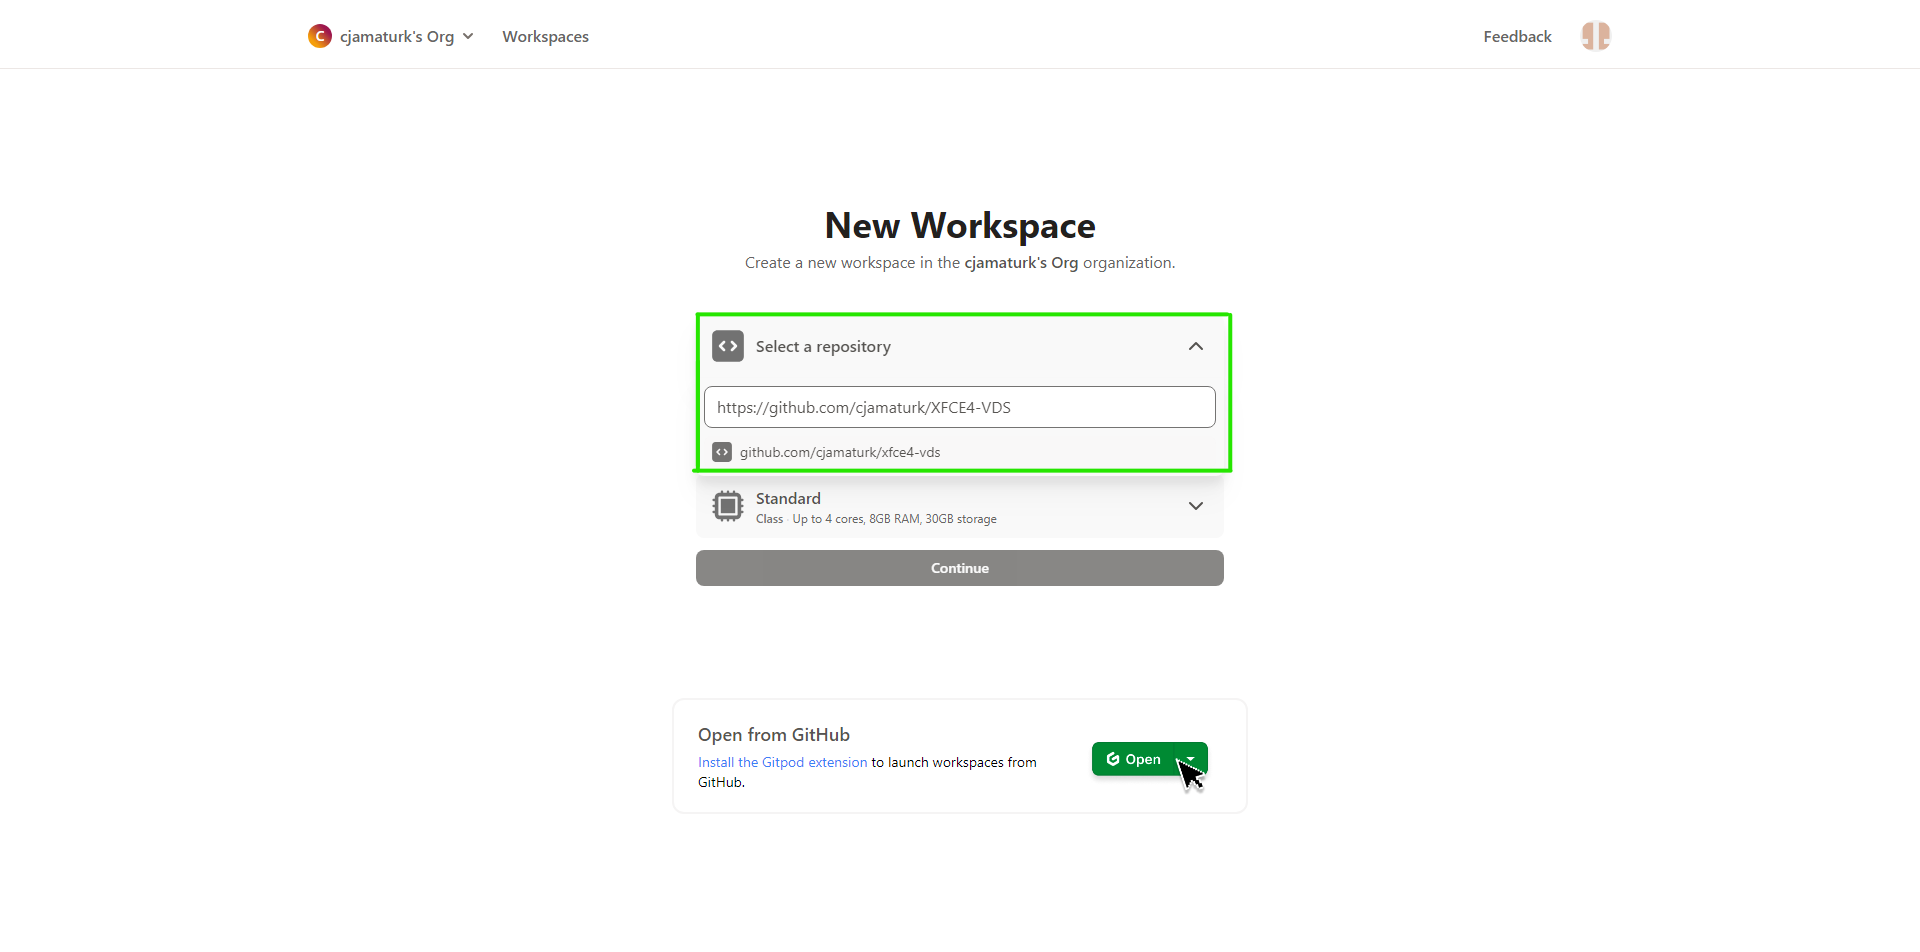 C cjamaturk's Org Workspaces Feedback
New Workspace
Create a new workspace in the cjamaturk's Org organization.
Select a repository
https://github.com/cjamaturk/XFCE4-VDS
github.com/cjamaturk/xfce4-vds
Standard
Class · Up to 4 cores, 8GB RAM, 30GB storage
Continue
Open from GitHub
Install the Gitpod extension to launch workspaces from
GitHub.
Open